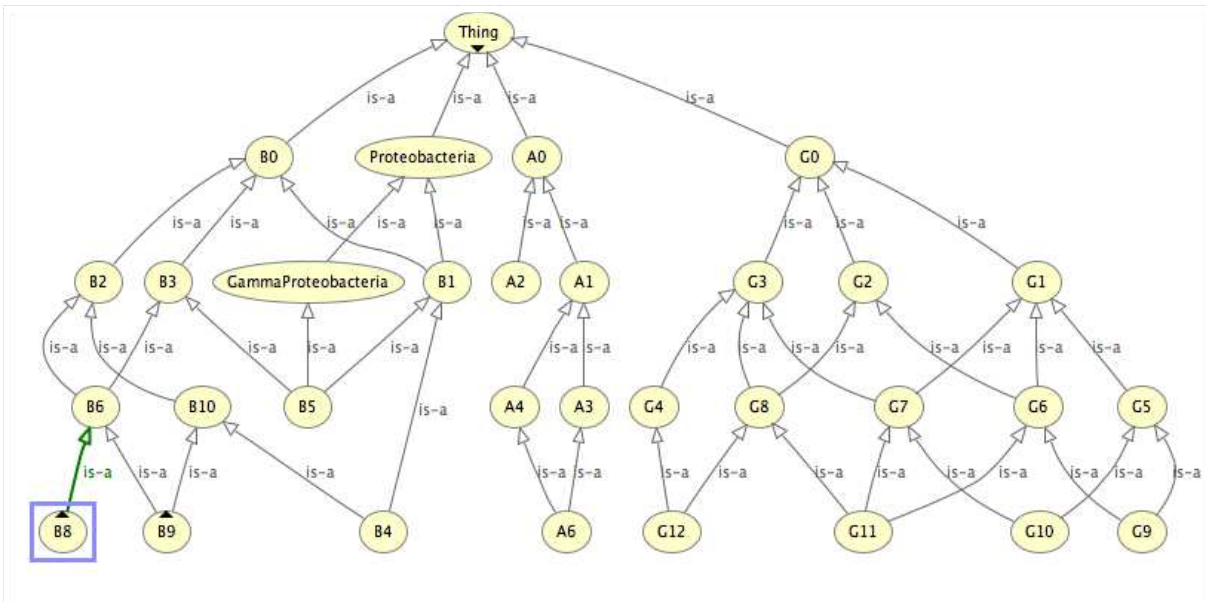 Thing
is-a is-a is-a is-a
B0 Proteobacteria A0 G0
is-a is-a is-a is-a is-a is-a is-a is-a is-a is-a
B2 B3 GammaProteobacteria B1 A2 A1 G3 G2 G1
is-a is-a is-a is-a is-a is-a is-a is-a is-a is-a is-a is-a is-a is-a is-a
B6 B10 B5 A4 A3 G4 G8 G7 G6 G5
is-a
is-a is-a is-a is-a is-a is-a is-a is-a is-a is-a is-a is-a is-a is-a is-a
B8 B9 B4 A6 G12 G11 G10 G9